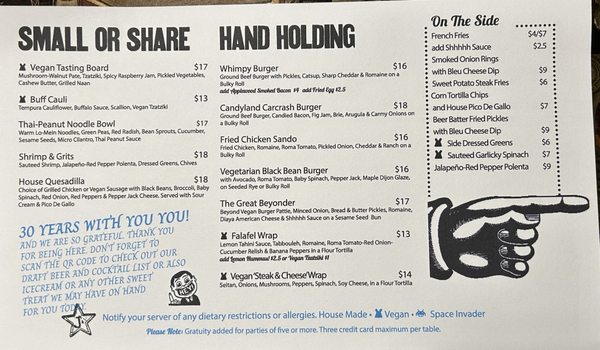 SMALL OR SHARE
Vegan Tasting Board $17
Mushroom-Walnut Pate, Tzatziki, Spicy Raspberry Jam, Pickled Vegetables,
Cashew Butter, Grilled Naan
Buff Cauli $13
Tempura Cauliflower, Buffalo Sauce, Scallion, Vegan Tzatziki
Thai-Peanut Noodle Bowl $17
Warm Lo-Mein Noodles, Green Peas, Red Radish, Bean Sprouts, Cucumber,
Sesame Seeds, Micro Cilantro, Thai Peanut Sauce
Shrimp & Grits $18
Sauteed Shrimp, Jalapeño-Red Pepper Polenta, Dressed Greens, Chives
House Quesadilla $18
Choice of Grilled Chicken or Vegan Sausage with Black Beans, Broccoli, Baby
Spinach, Red Onion, Red Peppers & Pepper Jack Cheese. Served with Sour
Cream & Pico De Gallo
30 YEARS WITH YOU YOU!
AND WE ARE SO GRATEFUL. THANK YOU
FOR BEING HERE. DON'T FORGET TO
SCAN THE QR CODE TO CHECK OUT OUR
DRAFT BEER AND COCKTAIL LIST OR ALSO
ICECREAM OR ANY OTHER SWEET
TREAT WE MAY HAVE ON HAND
FOR YOU TODAY.
HAND HOLDING
Whimpy Burger $16
Ground Beef Burger with Pickles, Catsup, Sharp Cheddar & Romaine on a
Bulky Roll
add Applewood Smoked Bacon $4 add Fried Egg $2.5
Candyland Carcrash Burger $18
Ground Beef Burger, Candied Bacon, Fig Jam, Brie, Arugula & Carmy Onions on
a Bulky Roll
Fried Chicken Sando $16
Fried Chicken, Romaine, Roma Tomato, Pickled Onion, Cheddar & Ranch on a
Bulky Roll
Vegetarian Black Bean Burger $16
with Avocado, Roma Tomato, Baby Spinach, Pepper Jack, Maple Dijon Glaze,
on Seeded Rye or Bulky Roll
The Great Beyonder $17
Beyond Vegan Burger Pattie, Minced Onion, Bread & Butter Pickles, Romaine,
Diaya American Cheese & Shhhhh Sauce on a Sesame Seed Bun
Falafel Wrap $13
Lemon Tahini Sauce, Tabbouleh, Romaine, Roma Tomato-Red Onion-
Cucumber Relish & Banana Peppers in a Flour Tortilla
add Lemon Hummus! $2.5 or Vegan Tzatziki $1
Vegan 'Steak & Cheese' Wrap $14
Seitan, Onions, Mushrooms, Peppers, Spinach, Soy Cheese, in a Flour Tortilla
On The Side
French Fries $4/$7
add Shhhhh Sauce $2.5
Smoked Onion Rings
with Bleu Cheese Dip $9
Sweet Potato Steak Fries $6
Corn Tortilla Chips
and House Pico De Gallo $7
Beer Batter Fried Pickles
with Bleu Cheese Dip $9
Side Dressed Greens $6
Sauteed Garlicky Spinach $7
Jalapeño-Red Pepper Polenta $9
Notify your server of any dietary restrictions or allergies. House Made • Vegan • Space Invader
Please Note: Gratuity added for parties of five or more. Three credit card maximum per table.